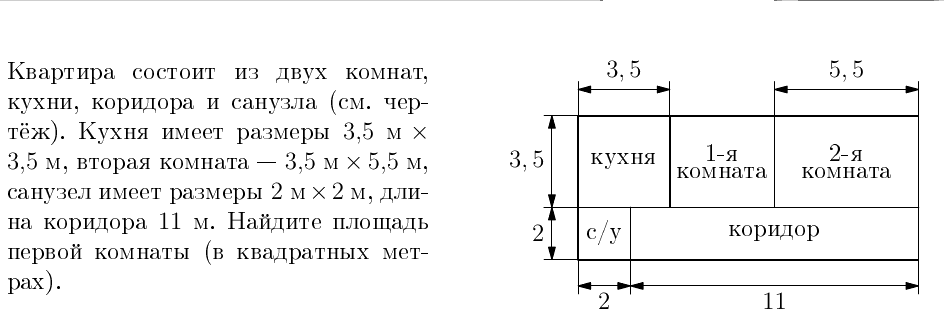 Квартира состоит из двух комнат,
кухни, коридора и санузла (см. чер-
тёж). Кухня имеет размеры 3,5 м ×
3,5 м, вторая комната — 3,5 м × 5,5 м,
санузел имеет размеры 2 м × 2 м, дли-
на коридора 11 м. Найдите площадь
первой комнаты (в квадратных мет-
рах).
3,5
5,5
3,5
кухня
1-я
комната
2-я
комната
2
с/у
коридор
2
11